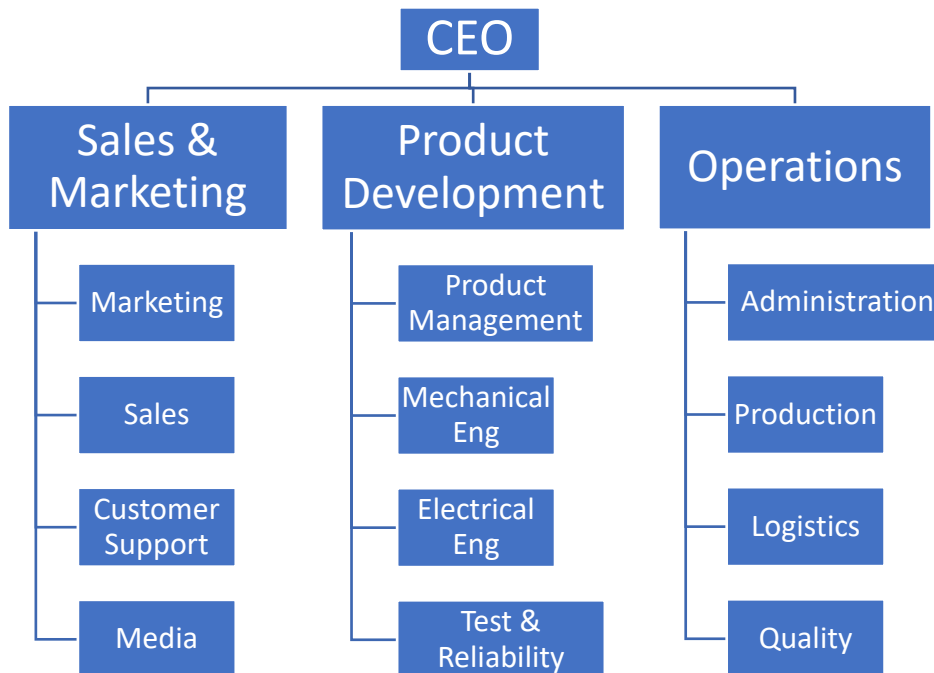 CEO
Sales &
Marketing
Product
Development
Operations
Marketing
Sales
Customer
Support
Media
Product
Management
Mechanical
Eng
Electrical
Eng
Test &
Reliability
Administration
Production
Logistics
Quality